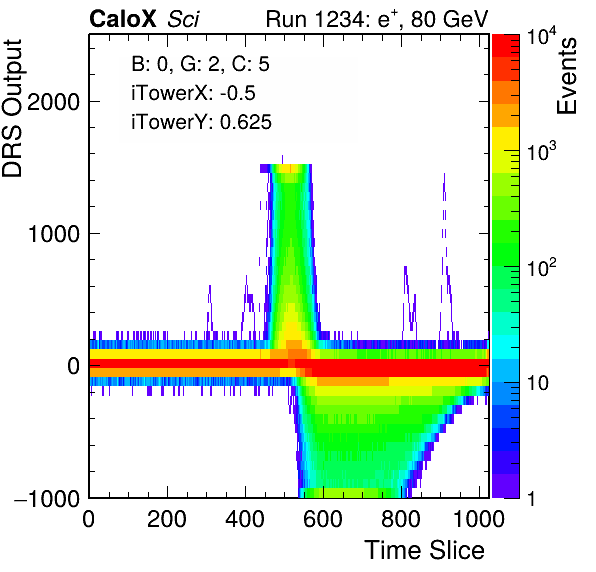 CaloX Sci Run 1234: e⁺, 80 GeV
B: 0, G: 2, C: 5
iTowerX: -0.5
iTowerY: 0.625
DRS Output
2000
1000
0
−1000
0 200 400 600 800 1000
Time Slice
Events
10⁴
10³
10²
10
1